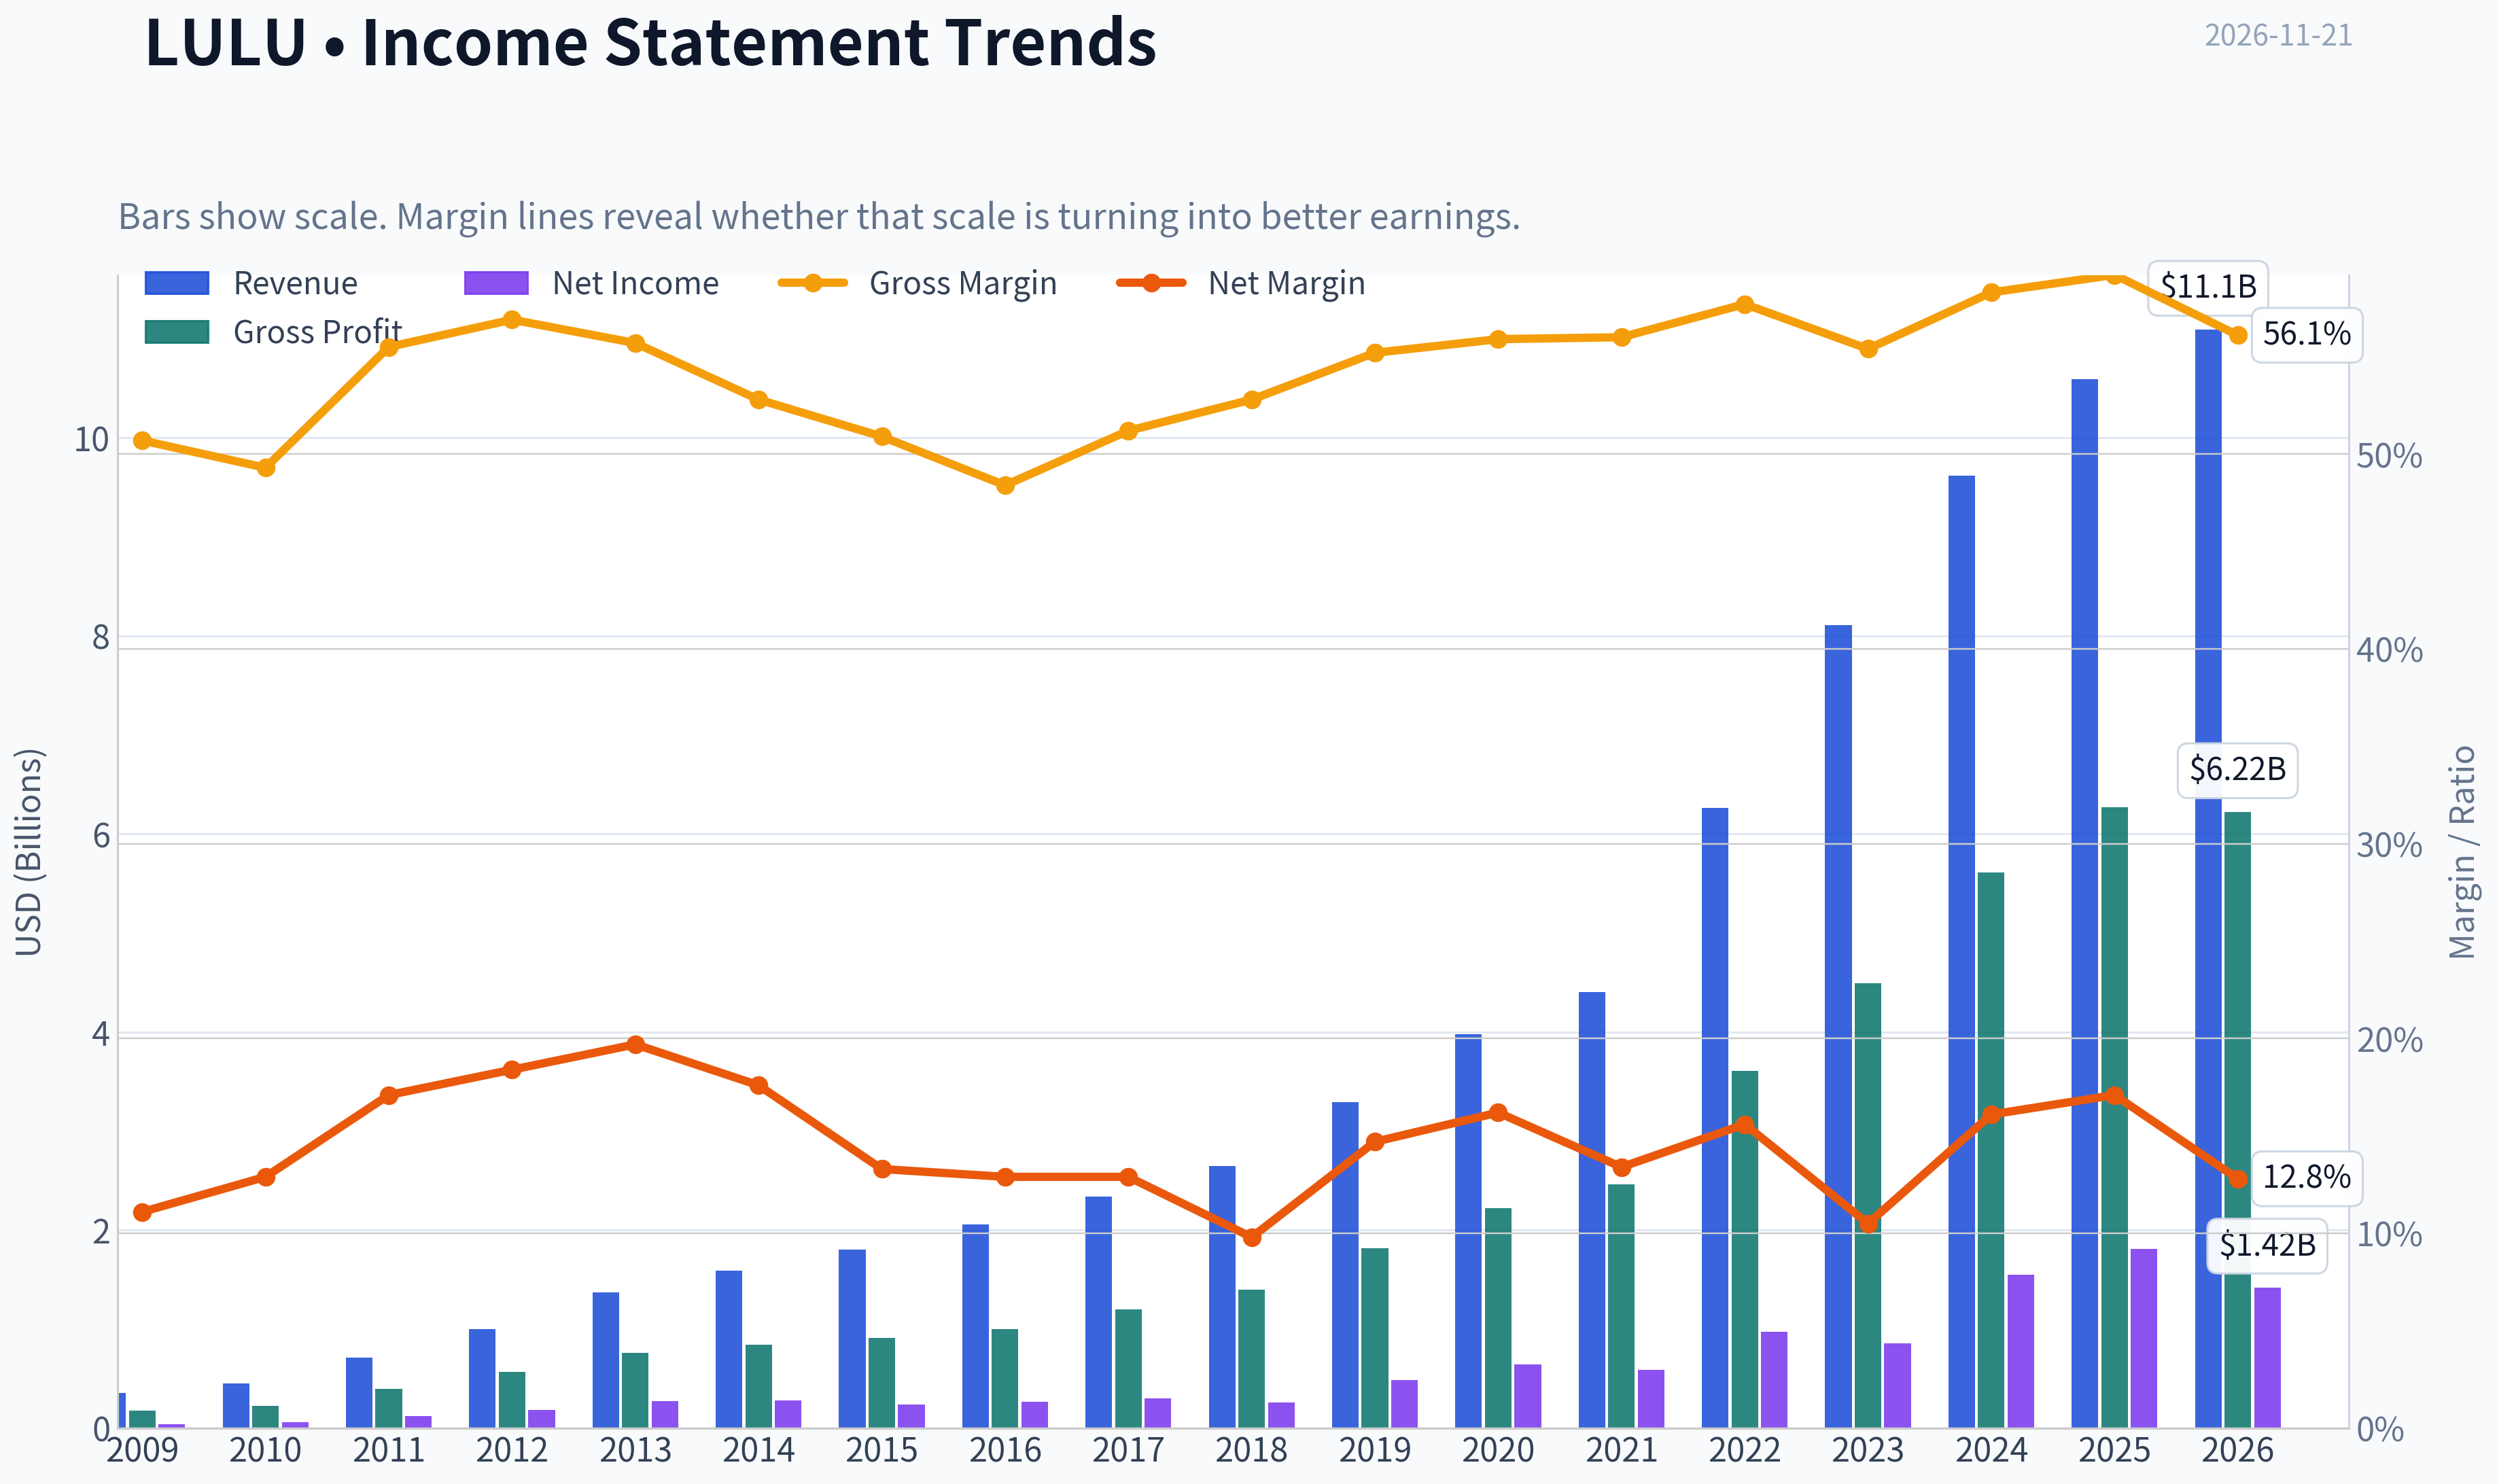 LULU • Income Statement Trends
2026-11-21
Bars show scale. Margin lines reveal whether that scale is turning into better earnings.
Revenue
Net Income
Gross Margin
Net Margin
Gross Profit
$11.1B
56.1%
$6.22B
12.8%
$1.42B
USD (Billions)
10
8
6
4
2
0
Margin / Ratio
50%
40%
30%
20%
10%
0%
2009 2010 2011 2012 2013 2014 2015 2016 2017 2018 2019 2020 2021 2022 2023 2024 2025 2026